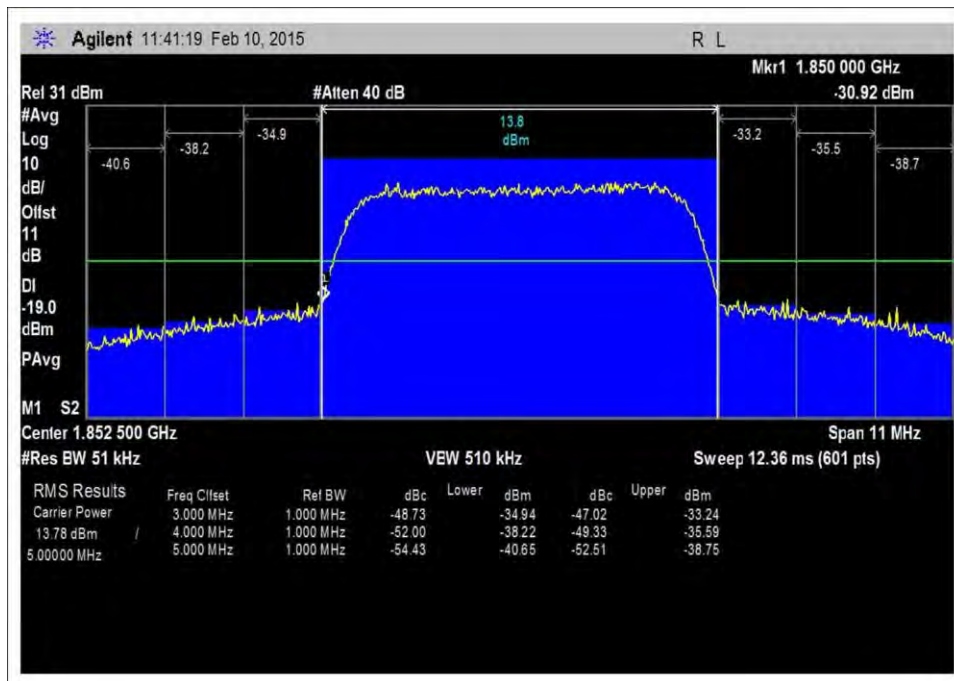 Agilent 11:41:19 Feb 10, 2015 R L
Mkr1 1.850 000 GHz
Ref 31 dBm #Atten 40 dB -30.92 dBm
#Avg
Log
10
dB/
Offst
11
dB
DI
-19.0
dBm
PAvg
M1 S2
-40.6 -38.2 -34.9 13.8 dBm -33.2 -35.5 -38.7
Center 1.852 500 GHz Span 11 MHz
#Res BW 51 kHz VBW 510 kHz Sweep 12.36 ms (601 pts)
RMS Results Freq Offset Ref BW dBc Lower dBm dBc Upper dBm
Carrier Power 3.000 MHz 1.000 MHz -48.73 -34.94 -47.02 -33.24
13.78 dBm / 4.000 MHz 1.000 MHz -52.00 -38.22 -49.33 -35.59
5.00000 MHz 5.000 MHz 1.000 MHz -54.43 -40.65 -52.51 -38.75